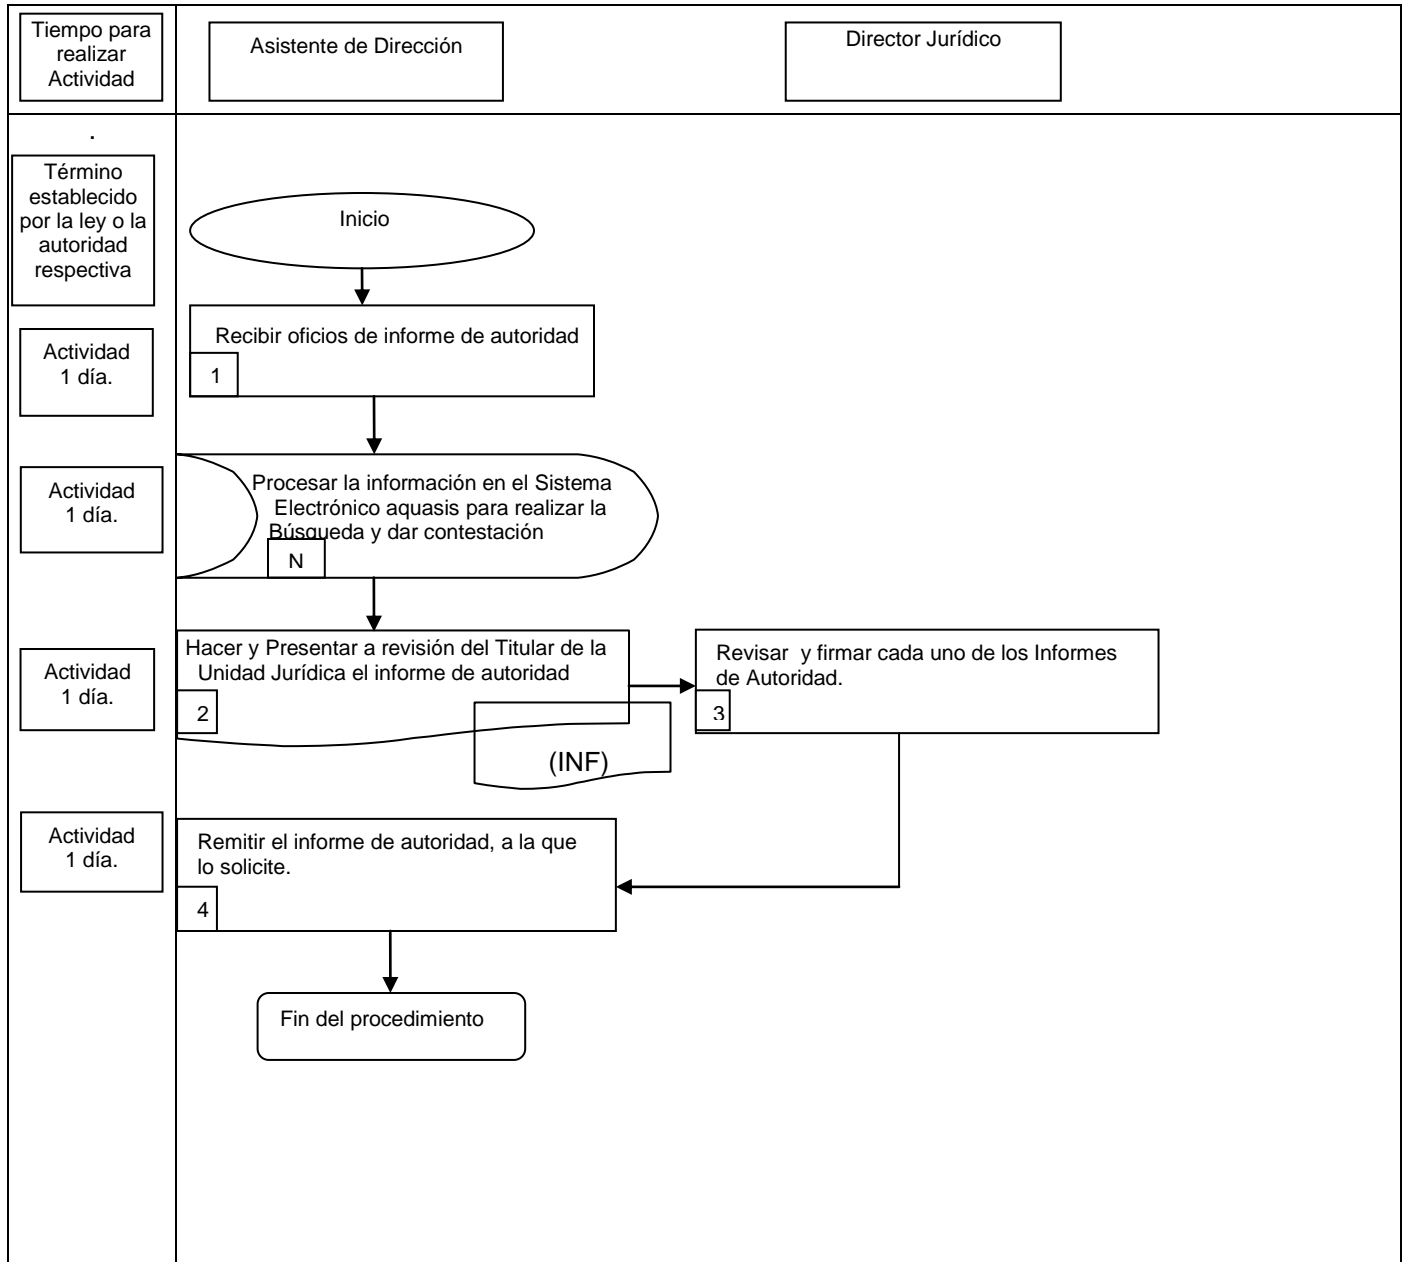 Tiempo para
realizar
Actividad
Asistente de Dirección
Director Jurídico
.
Término
establecido
por la ley o la
autoridad
respectiva
Inicio
Actividad
1 día.
Recibir oficios de informe de autoridad
1
Actividad
1 día.
Procesar la información en el Sistema
Electrónico aquasis para realizar la
Búsqueda y dar contestación
N
Actividad
1 día.
Hacer y Presentar a revisión del Titular de la
Unidad Jurídica el informe de autoridad
2
(INF)
Revisar y firmar cada uno de los Informes
de Autoridad.
3
Actividad
1 día.
Remitir el informe de autoridad, a la que
lo solicite.
4
Fin del procedimiento